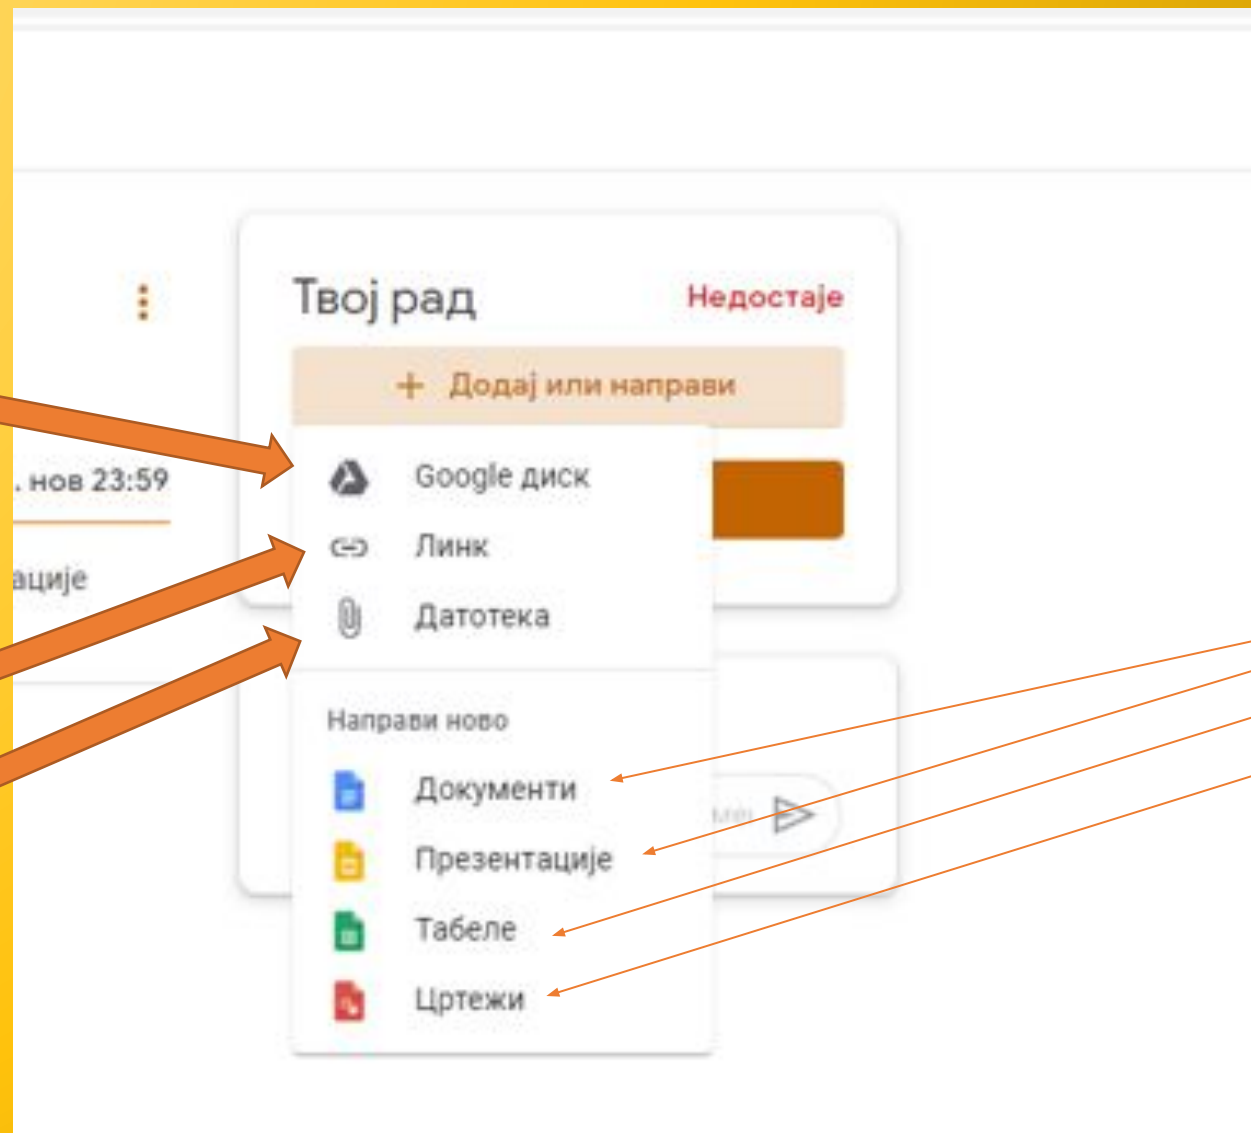 Твој рад
Недостаје
+ Додај или направи
. нов 23:59
ације
Google диск
Линк
Датотека
Направи ново
Документи
Презентације
Табеле
Цртежи